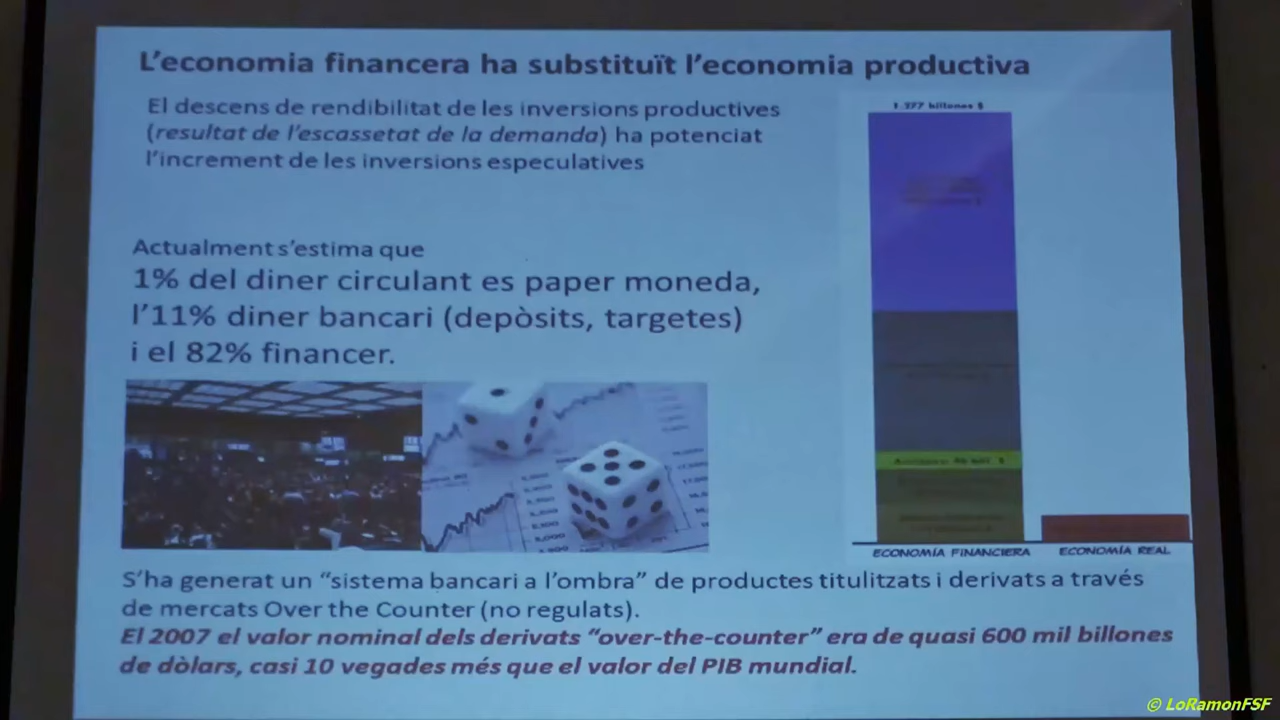 L'economia financera ha substituït l'economia productiva
El descens de rendibilitat de les inversions productives
(resultat de l'escassetat de la demanda) ha potenciat
l'increment de les inversions especulatives
1.377 billones $
Actualment s'estima que
1% del diner circulant es paper moneda,
l'11% diner bancari (depòsits, targetes)
i el 82% financer.
ECONOMÍA FINANCIERA
ECONOMÍA REAL
S'ha generat un “sistema bancari a l'ombra” de productes titulitzats i derivats a través
de mercats Over the Counter (no regulats).
El 2007 el valor nominal dels derivats “over-the-counter” era de quasi 600 mil billones
de dòlars, casi 10 vegades més que el valor del PIB mundial.
© LoRamonFSF